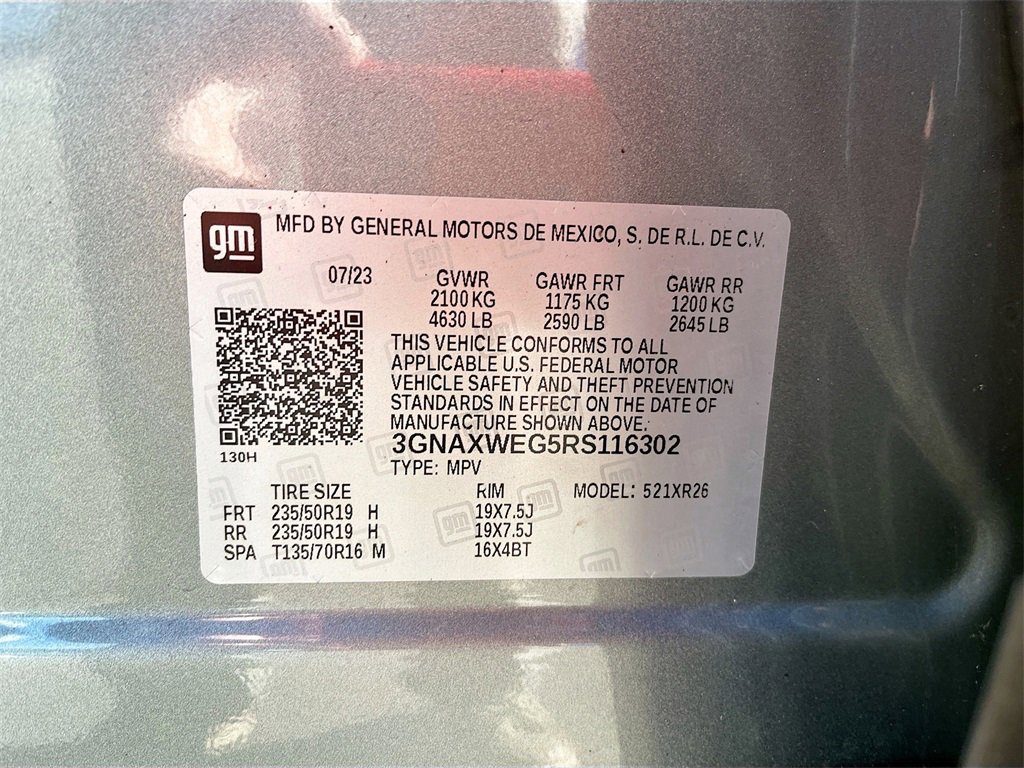 gm MFD BY GENERAL MOTORS DE MEXICO, S. DE R.L. DE C.V.
07/23 GVWR GAWR FRT GAWR RR
2100 KG 1175 KG 1200 KG
4630 LB 2590 LB 2645 LB
THIS VEHICLE CONFORMS TO ALL
APPLICABLE U.S. FEDERAL MOTOR
VEHICLE SAFETY AND THEFT PREVENTION
STANDARDS IN EFFECT ON THE DATE OF
MANUFACTURE SHOWN ABOVE.
3GNAXWEG5RS116302
130H
TYPE: MPV
TIRE SIZE RIM MODEL: 521XR26
FRT 235/50R19 H 19X7.5J
RR 235/50R19 H 19X7.5J
SPA T135/70R16 M 16X4BT